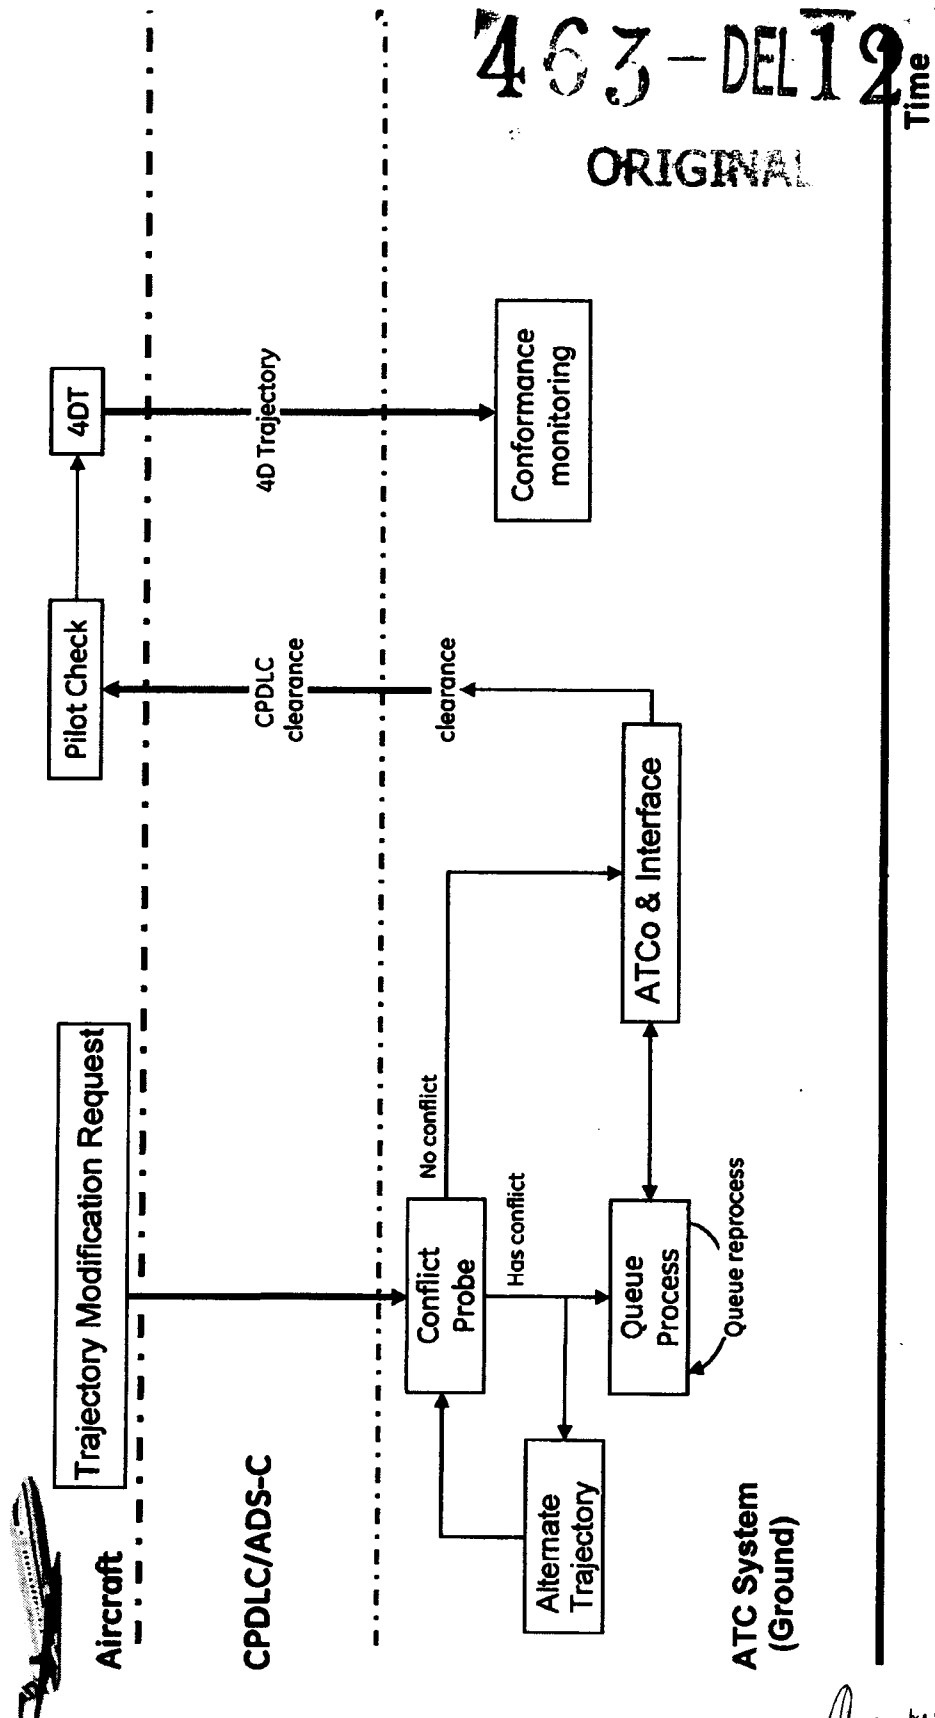 463-DEL12
ORIGINAL
Aircraft
Trajectory Modification Request
Pilot Check
4DT
CPDLC/ADS-C
CPDLC
clearance
4D Trajectory
ATC System
(Ground)
Conflict
Probe
No conflict
Has conflict
Alternate
Trajectory
Queue
Process
Queue reprocess
ATCo & Interface
clearance
Conformance
monitoring
Time